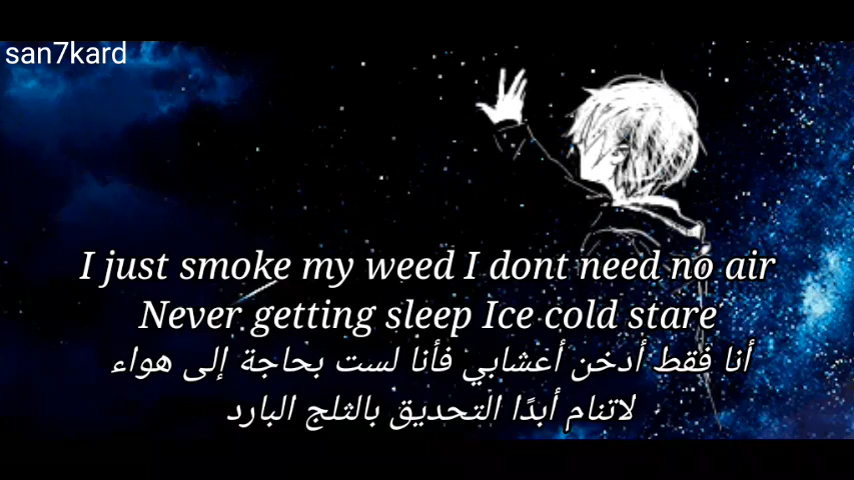 san7kard
I just smoke my weed I dont need no air
Never getting sleep Ice cold stare
أنا فقط أدخن أعشابي فأنا لست بحاجة إلى هواء
لاتنام أبدًا التحديق بالثلج البارد